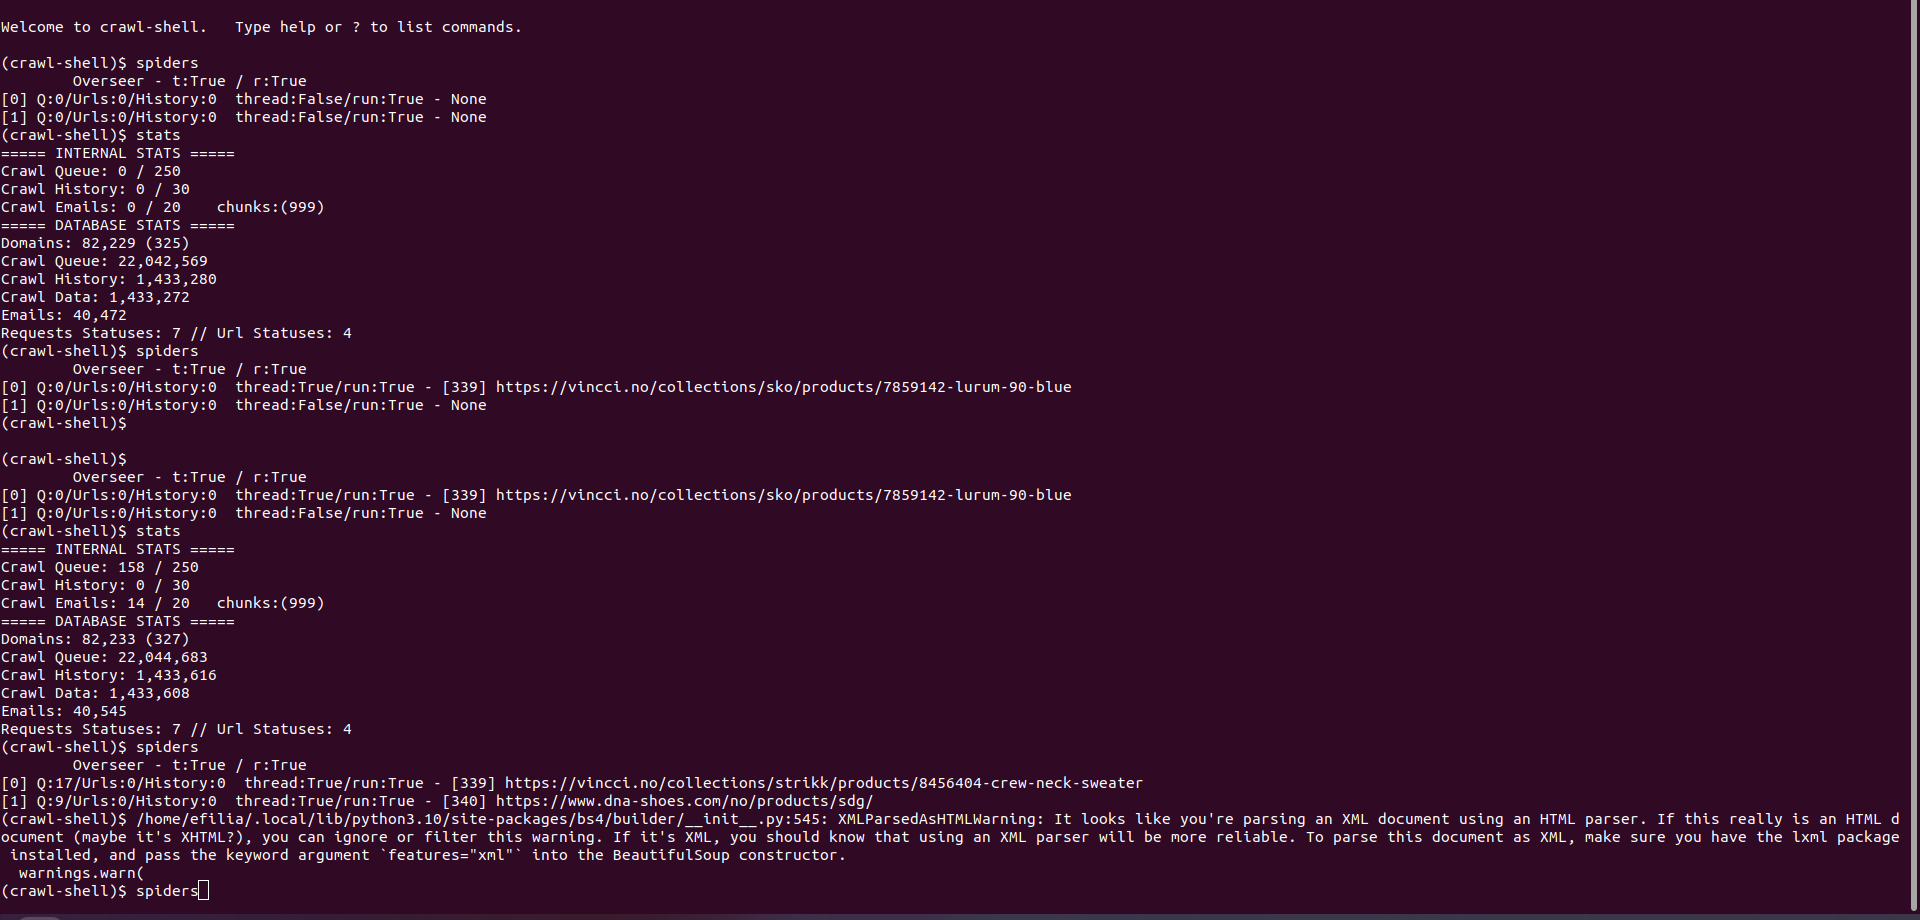 Welcome to crawl-shell.   Type help or ? to list commands.

(crawl-shell)$ spiders
        Overseer - t:True / r:True
[0] Q:0/Urls:0/History:0  thread:False/run:True - None
[1] Q:0/Urls:0/History:0  thread:False/run:True - None
(crawl-shell)$ stats
===== INTERNAL STATS =====
Crawl Queue: 0 / 250
Crawl History: 0 / 30
Crawl Emails: 0 / 20    chunks:(999)
===== DATABASE STATS =====
Domains: 82,229 (325)
Crawl Queue: 22,042,569
Crawl History: 1,433,280
Crawl Data: 1,433,272
Emails: 40,472
Requests Statuses: 7 // Url Statuses: 4
(crawl-shell)$ spiders
        Overseer - t:True / r:True
[0] Q:0/Urls:0/History:0  thread:True/run:True - [339] https://vincci.no/collections/sko/products/7859142-lurum-90-blue
[1] Q:0/Urls:0/History:0  thread:False/run:True - None
(crawl-shell)$

(crawl-shell)$
        Overseer - t:True / r:True
[0] Q:0/Urls:0/History:0  thread:True/run:True - [339] https://vincci.no/collections/sko/products/7859142-lurum-90-blue
[1] Q:0/Urls:0/History:0  thread:False/run:True - None
(crawl-shell)$ stats
===== INTERNAL STATS =====
Crawl Queue: 158 / 250
Crawl History: 0 / 30
Crawl Emails: 14 / 20   chunks:(999)
===== DATABASE STATS =====
Domains: 82,233 (327)
Crawl Queue: 22,044,683
Crawl History: 1,433,616
Crawl Data: 1,433,608
Emails: 40,545
Requests Statuses: 7 // Url Statuses: 4
(crawl-shell)$ spiders
        Overseer - t:True / r:True
[0] Q:17/Urls:0/History:0  thread:True/run:True - [339] https://vincci.no/collections/strikk/products/8456404-crew-neck-sweater
[1] Q:9/Urls:0/History:0  thread:True/run:True - [340] https://www.dna-shoes.com/no/products/sdg/
(crawl-shell)$ /home/efilia/.local/lib/python3.10/site-packages/bs4/builder/__init__.py:545: XMLParsedAsHTMLWarning: It looks like you're parsing an XML document using an HTML parser. If this really is an HTML d
ocument (maybe it's XHTML?), you can ignore or filter this warning. If it's XML, you should know that using an XML parser will be more reliable. To parse this document as XML, make sure you have the lxml package
 installed, and pass the keyword argument `features="xml"` into the BeautifulSoup constructor.
  warnings.warn(
(crawl-shell)$ spiders